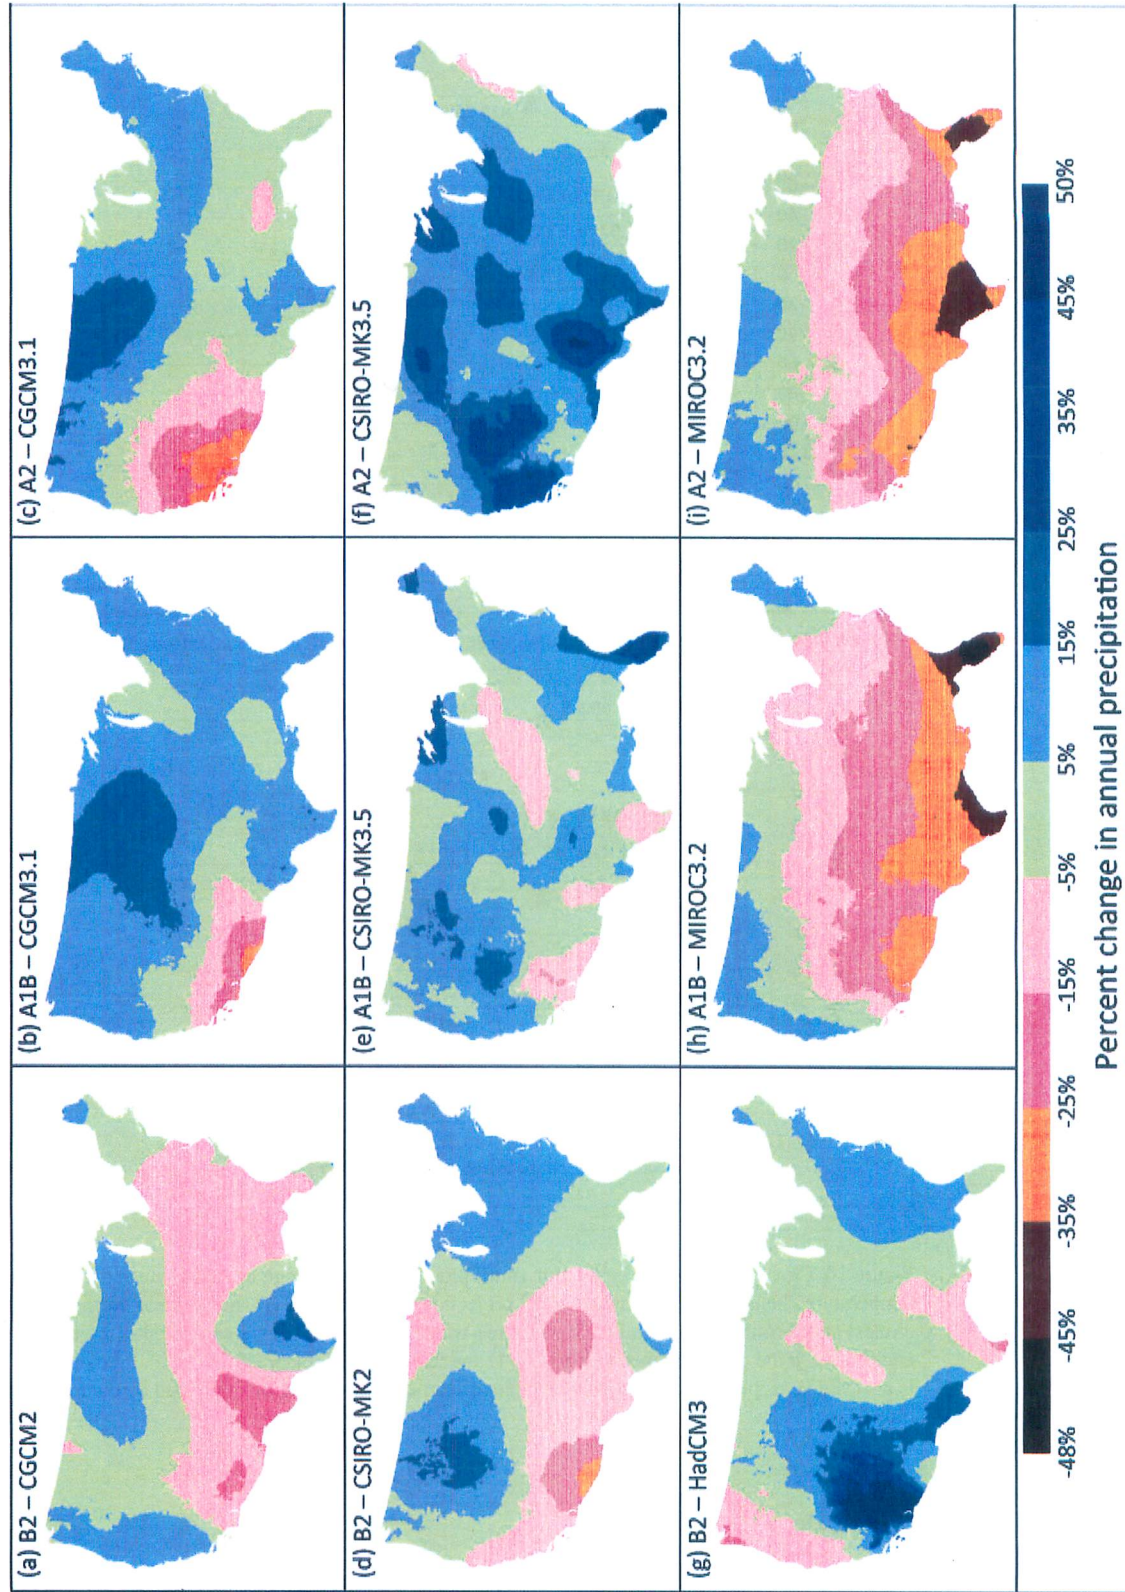 (a) B2 – CGCM2
(b) A1B – CGCM3.1
(c) A2 – CGCM3.1
(d) B2 – CSIRO-MK2
(e) A1B – CSIRO-MK3.5
(f) A2 – CSIRO-MK3.5
(g) B2 – HadCM3
(h) A1B – MIROC3.2
(i) A2 – MIROC3.2
-48% -45% -35% -25% -15% -5% 5% 15% 25% 35% 45% 50%
Percent change in annual precipitation